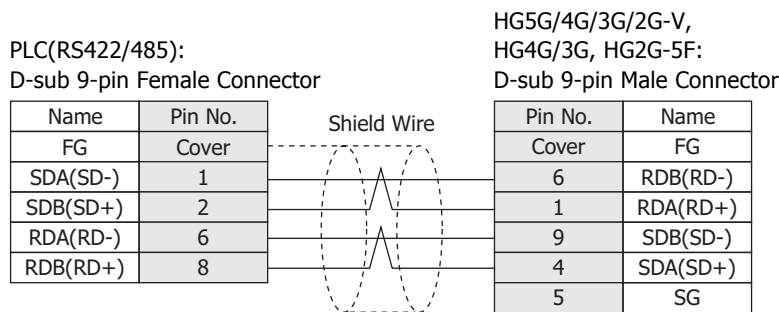 PLC(RS422/485):
D-sub 9-pin Female Connector
HG5G/4G/3G/2G-V,
HG4G/3G, HG2G-5F:
D-sub 9-pin Male Connector
Name Pin No. Shield Wire Pin No. Name
FG Cover Cover FG
SDA(SD-) 1 6 RDB(RD-)
SDB(SD+) 2 1 RDA(RD+)
RDA(RD-) 6 9 SDB(SD-)
RDB(RD+) 8 4 SDA(SD+)
5 SG